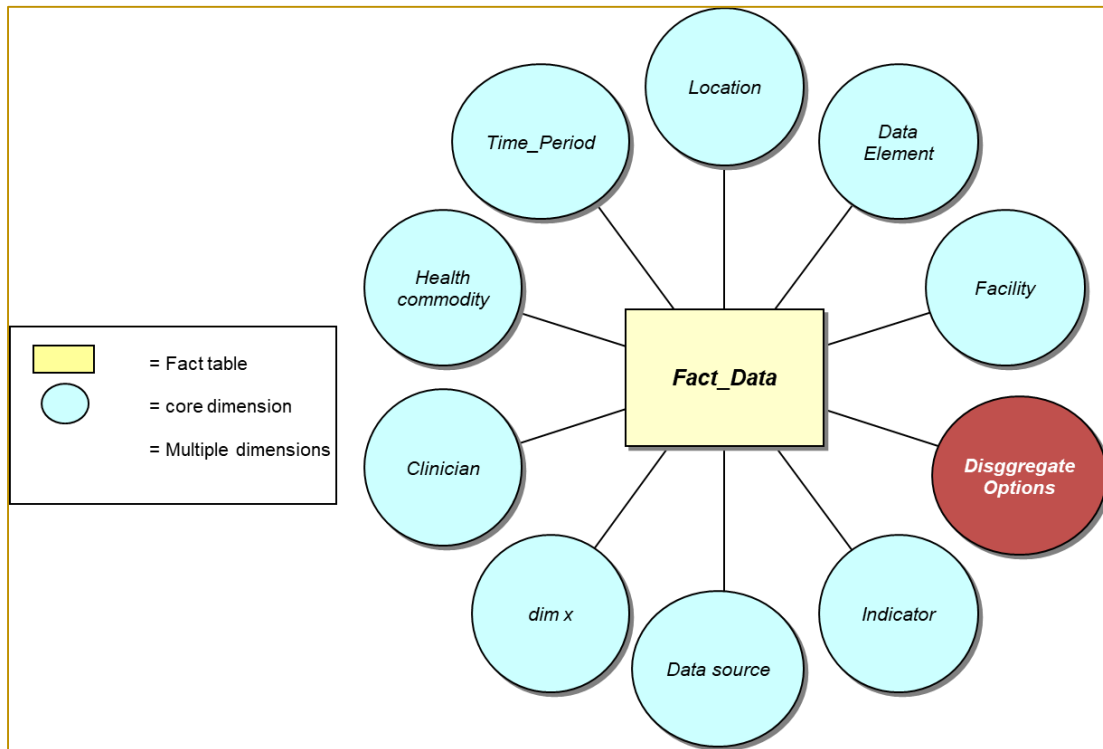 Location
Time_Period
Data
Element
Health
commodity
Facility
= Fact table
= core dimension
= Multiple dimensions
Fact_Data
Clinician
Disggregate
Options
dim x
Indicator
Data source